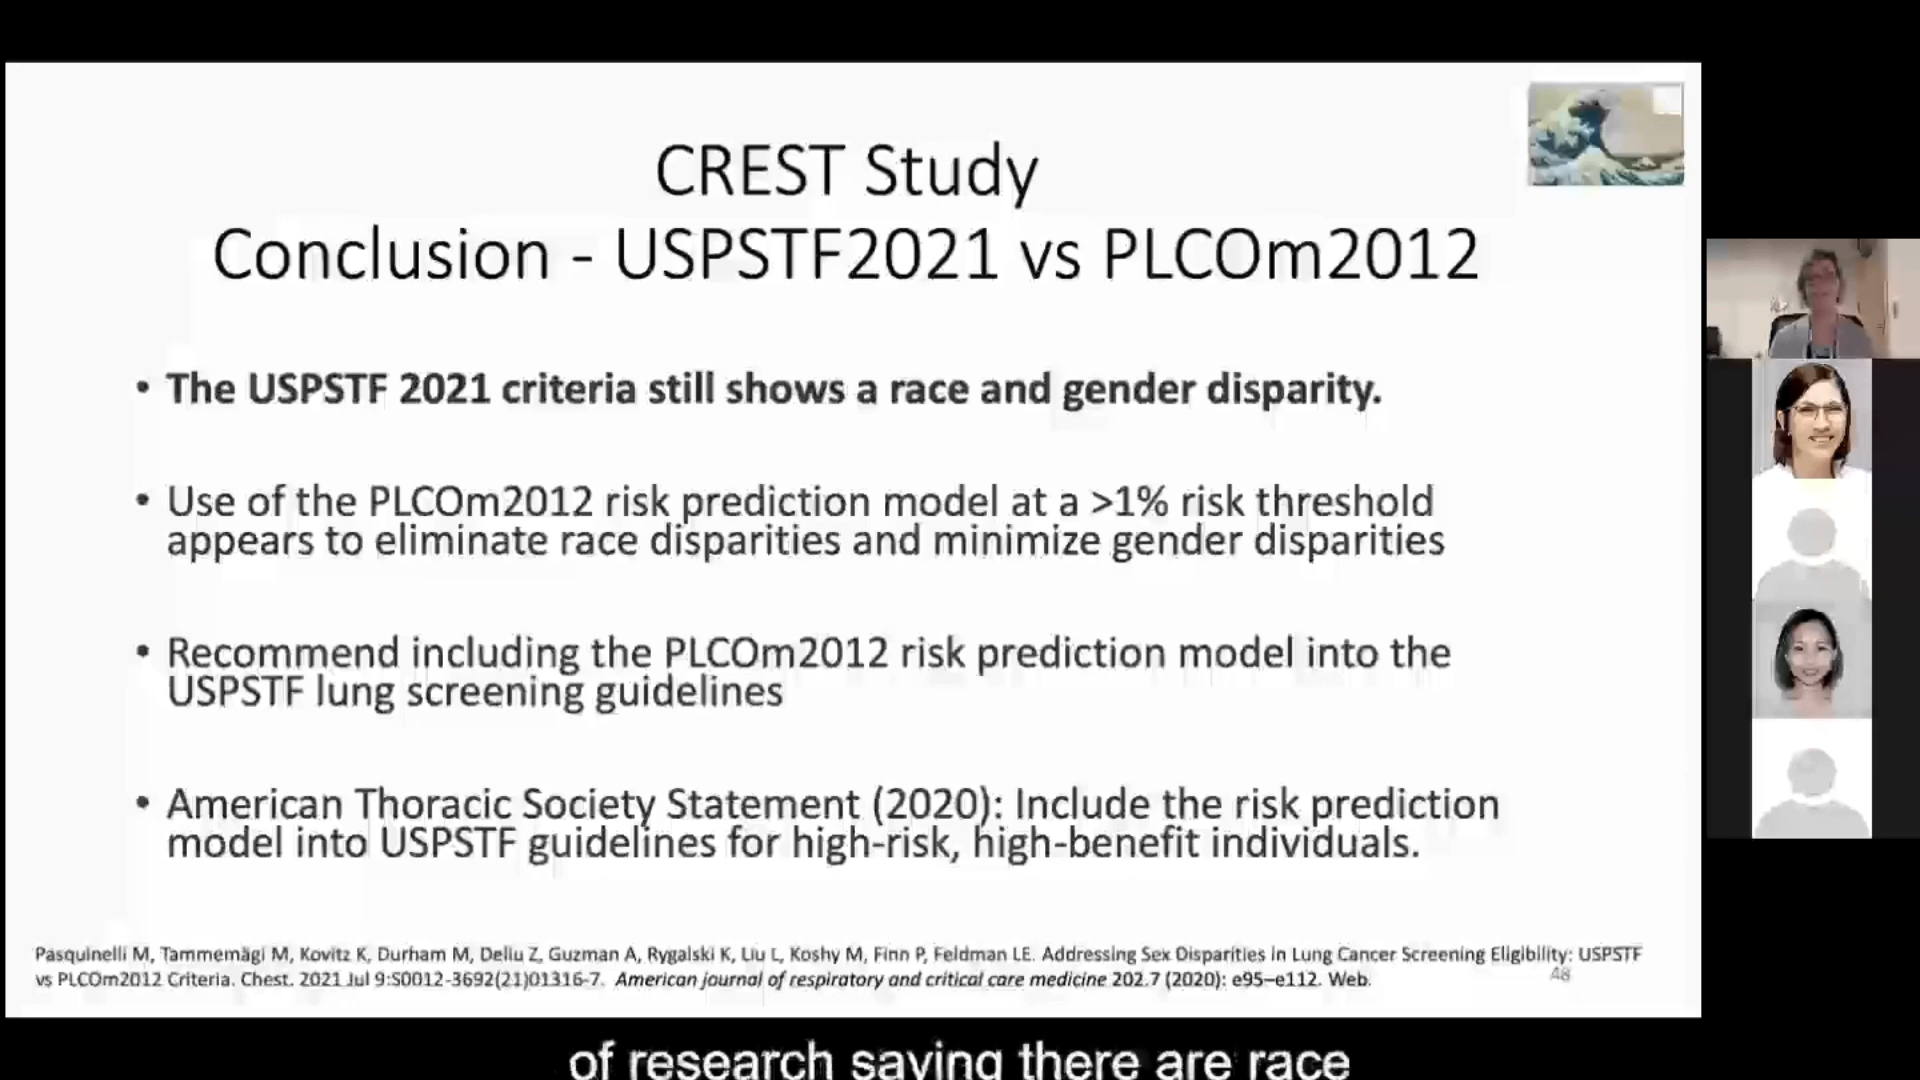 CREST Study
Conclusion - USPSTF2021 vs PLCOm2012
• The USPSTF 2021 criteria still shows a race and gender disparity.
• Use of the PLCOm2012 risk prediction model at a >1% risk threshold
appears to eliminate race disparities and minimize gender disparities
• Recommend including the PLCOm2012 risk prediction model into the
USPSTF lung screening guidelines
• American Thoracic Society Statement (2020): Include the risk prediction
model into USPSTF guidelines for high-risk, high-benefit individuals.
Pasquinelli M, Tammemägi M, Kovitz K, Durham M, Deliu Z, Guzman A, Rygalski K, Liu L, Koshy M, Finn P, Feldman LE. Addressing Sex Disparities in Lung Cancer Screening Eligibility: USPSTF
vs PLCOm2012 Criteria. Chest. 2021 Jul 9:S0012-3692(21)01316-7. American journal of respiratory and critical care medicine 202.7 (2020): e95–e112. Web.
48
of research saying there are race